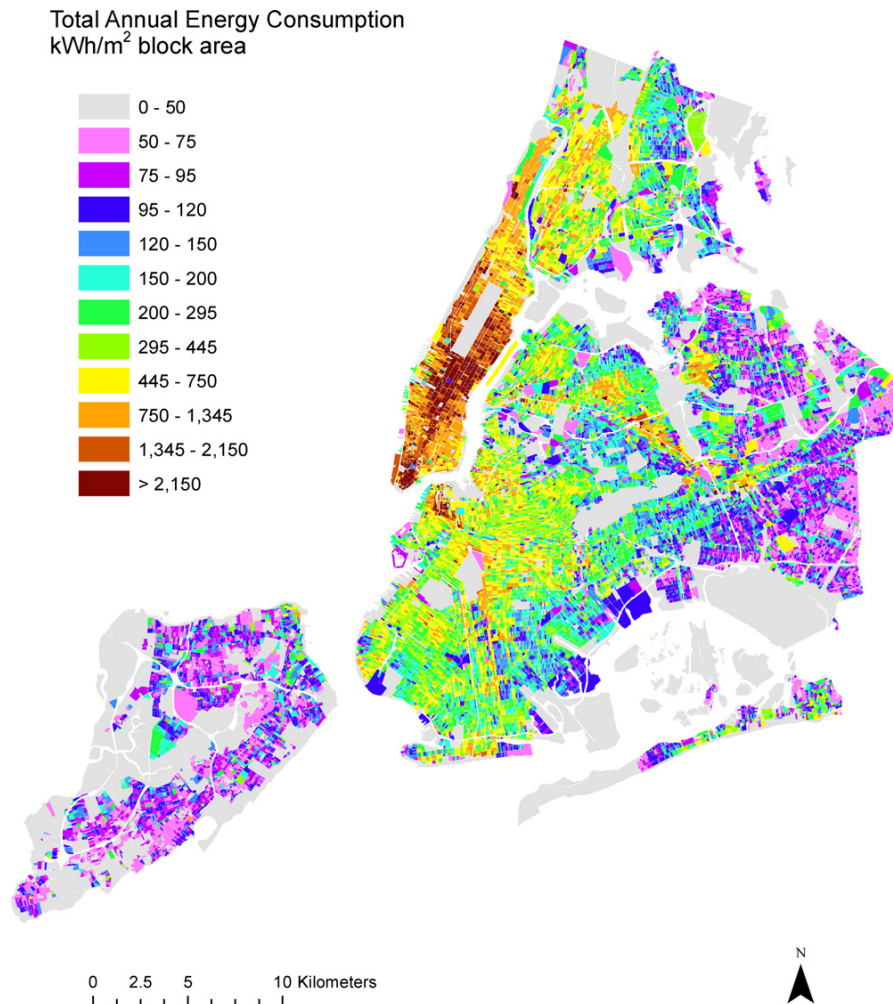 Total Annual Energy Consumption
kWh/m² block area
0 - 50
50 - 75
75 - 95
95 - 120
120 - 150
150 - 200
200 - 295
295 - 445
445 - 750
750 - 1,345
1,345 - 2,150
> 2,150
N
0 2.5 5 10 Kilometers